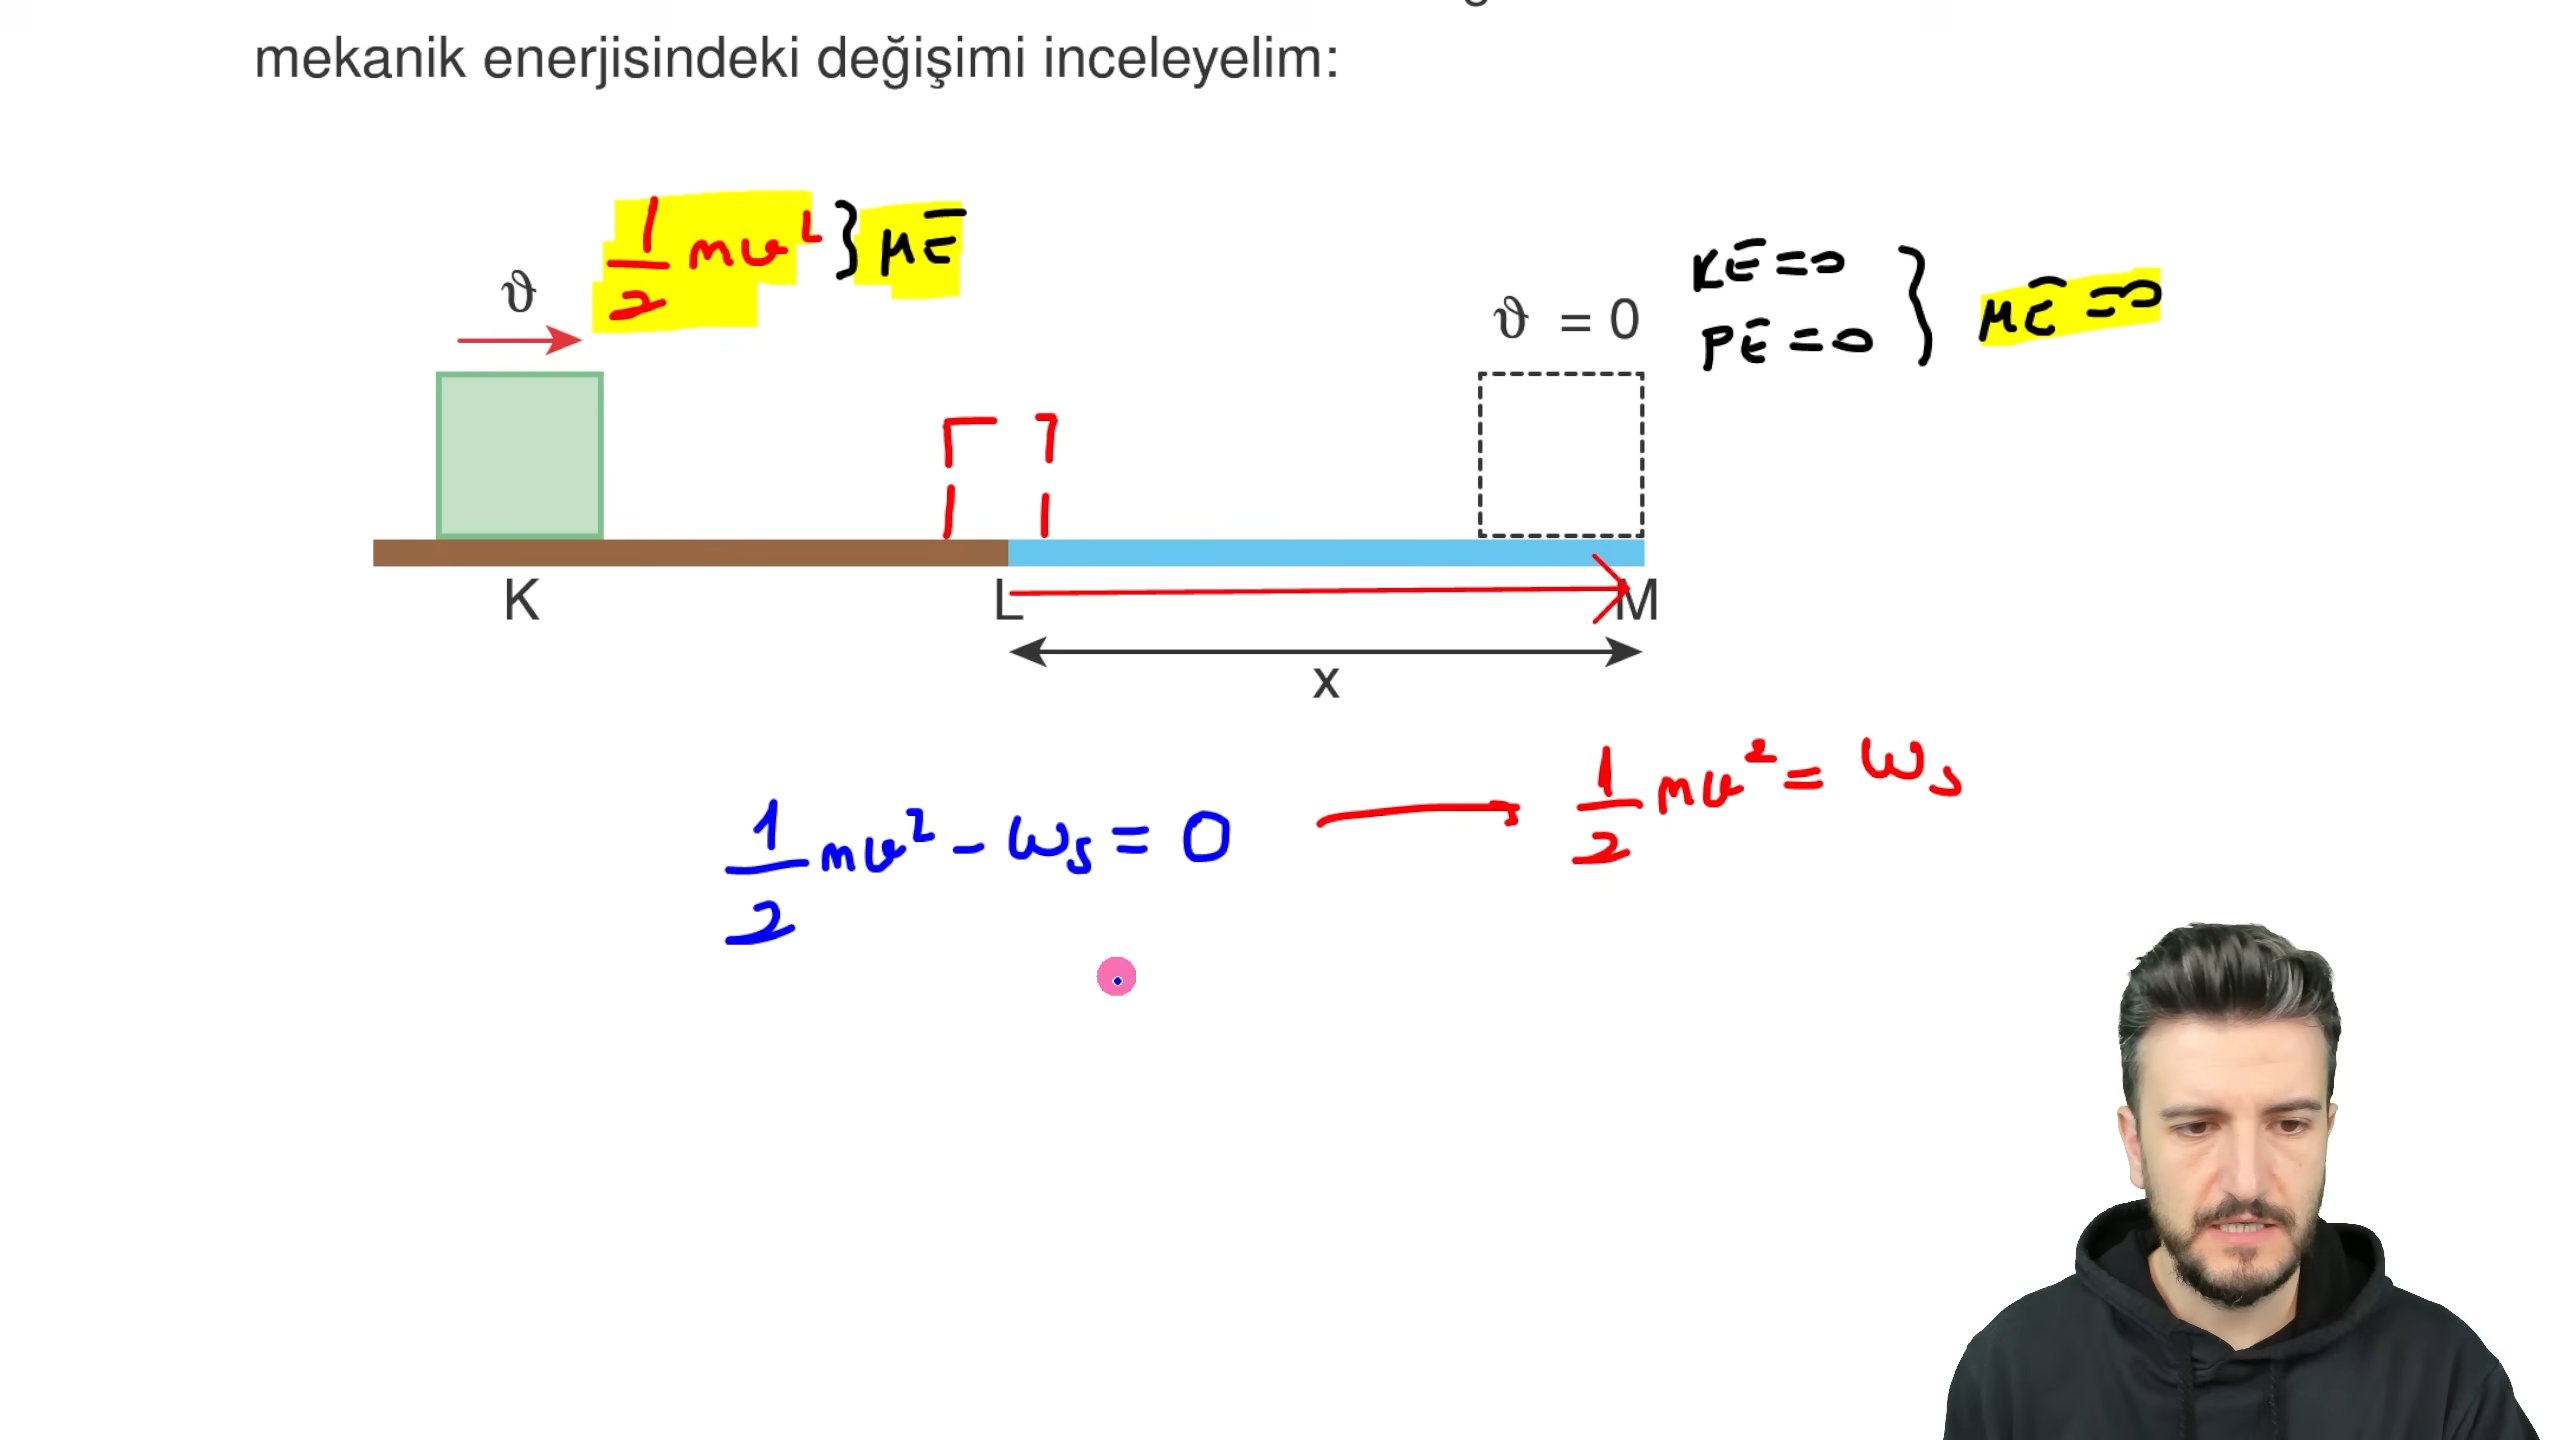 mekanik enerjisindeki değişimi inceleyelim:
1/2 mv² } ME
ϑ
KE = 0
PE = 0 } ME = 0
ϑ = 0
K L M
x
1/2 mv² - Ws = 0
1/2 mv² = Ws